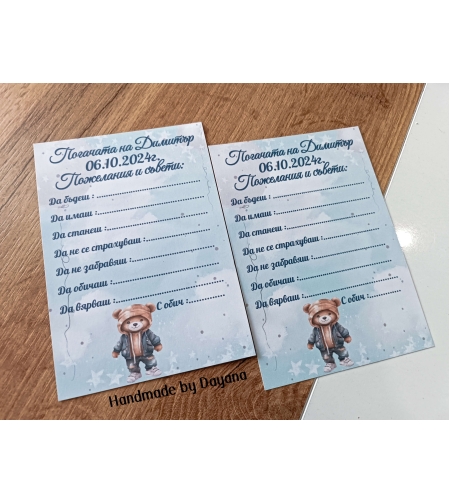 Погачата на Димитър
06.10.2024г.
Пожелания и съвети:
Да бъдеш :
Да имаш :
Да станеш :
Да не се страхуваш :
Да не забравяш :
Да обичаш :
Да вярваш :
С обич :
Погачата на Димитър
06.10.2024г.
Пожелания и съвети:
Да бъдеш :
Да имаш :
Да станеш :
Да не се страхуваш :
Да не забравяш :
Да обичаш :
Да вярваш :
С обич :
Handmade by Dayana